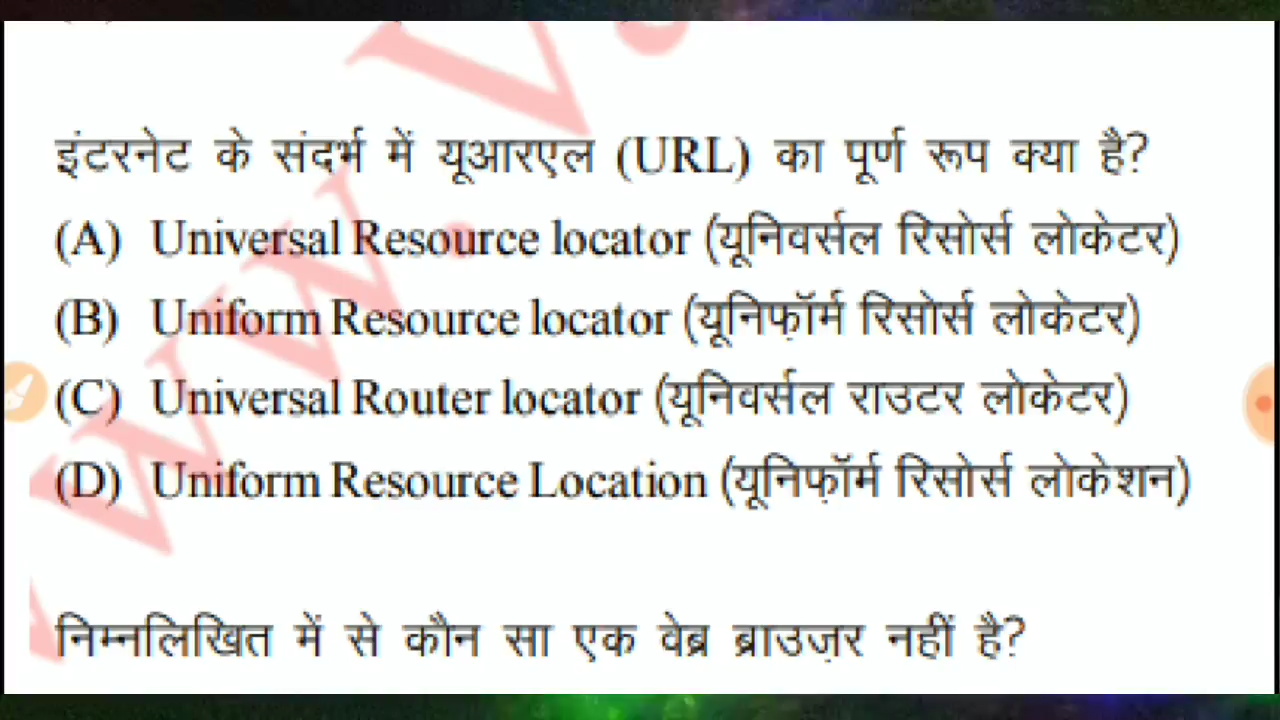 इंटरनेट के संदर्भ में यूआरएल (URL) का पूर्ण रूप क्या है?
(A) Universal Resource locator (यूनिवर्सल रिसोर्स लोकेटर)
(B) Uniform Resource locator (यूनिफ़ॉर्म रिसोर्स लोकेटर)
(C) Universal Router locator (यूनिवर्सल राउटर लोकेटर)
(D) Uniform Resource Location (यूनिफ़ॉर्म रिसोर्स लोकेशन)
निम्नलिखित में से कौन सा एक वेब्र ब्राउज़र नहीं है?